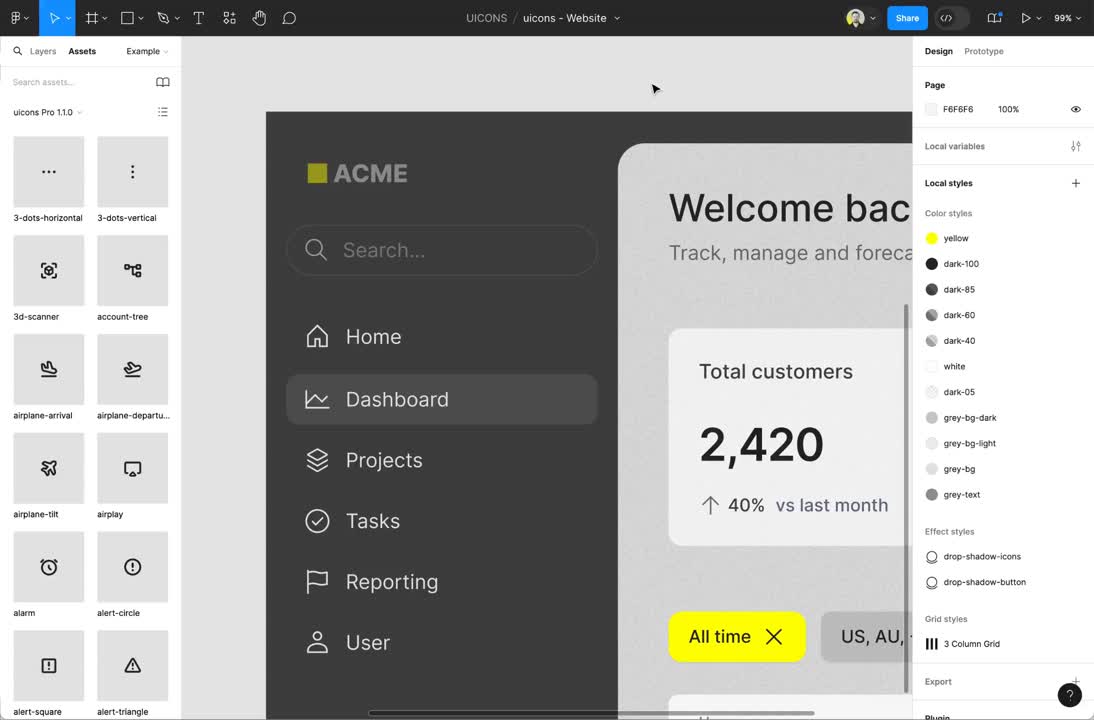 UICONS / uicons - Website
Share
99%
Layers
Assets
Example
Search assets...
uicons Pro 1.1.0
3-dots-horizontal
3-dots-vertical
3d-scanner
account-tree
airplane-arrival
airplane-departu...
airplane-tilt
airplay
alarm
alert-circle
alert-square
alert-triangle
ACME
Search...
Home
Dashboard
Projects
Tasks
Reporting
User
Welcome bac
Track, manage and foreca
Total customers
2,420
40% vs last month
All time
US, AU,
Design
Prototype
Page
F6F6F6
100%
Local variables
Local styles
Color styles
yellow
dark-100
dark-85
dark-60
dark-40
white
dark-05
grey-bg-dark
grey-bg-light
grey-bg
grey-text
Effect styles
drop-shadow-icons
drop-shadow-button
Grid styles
3 Column Grid
Export
?
Plugin